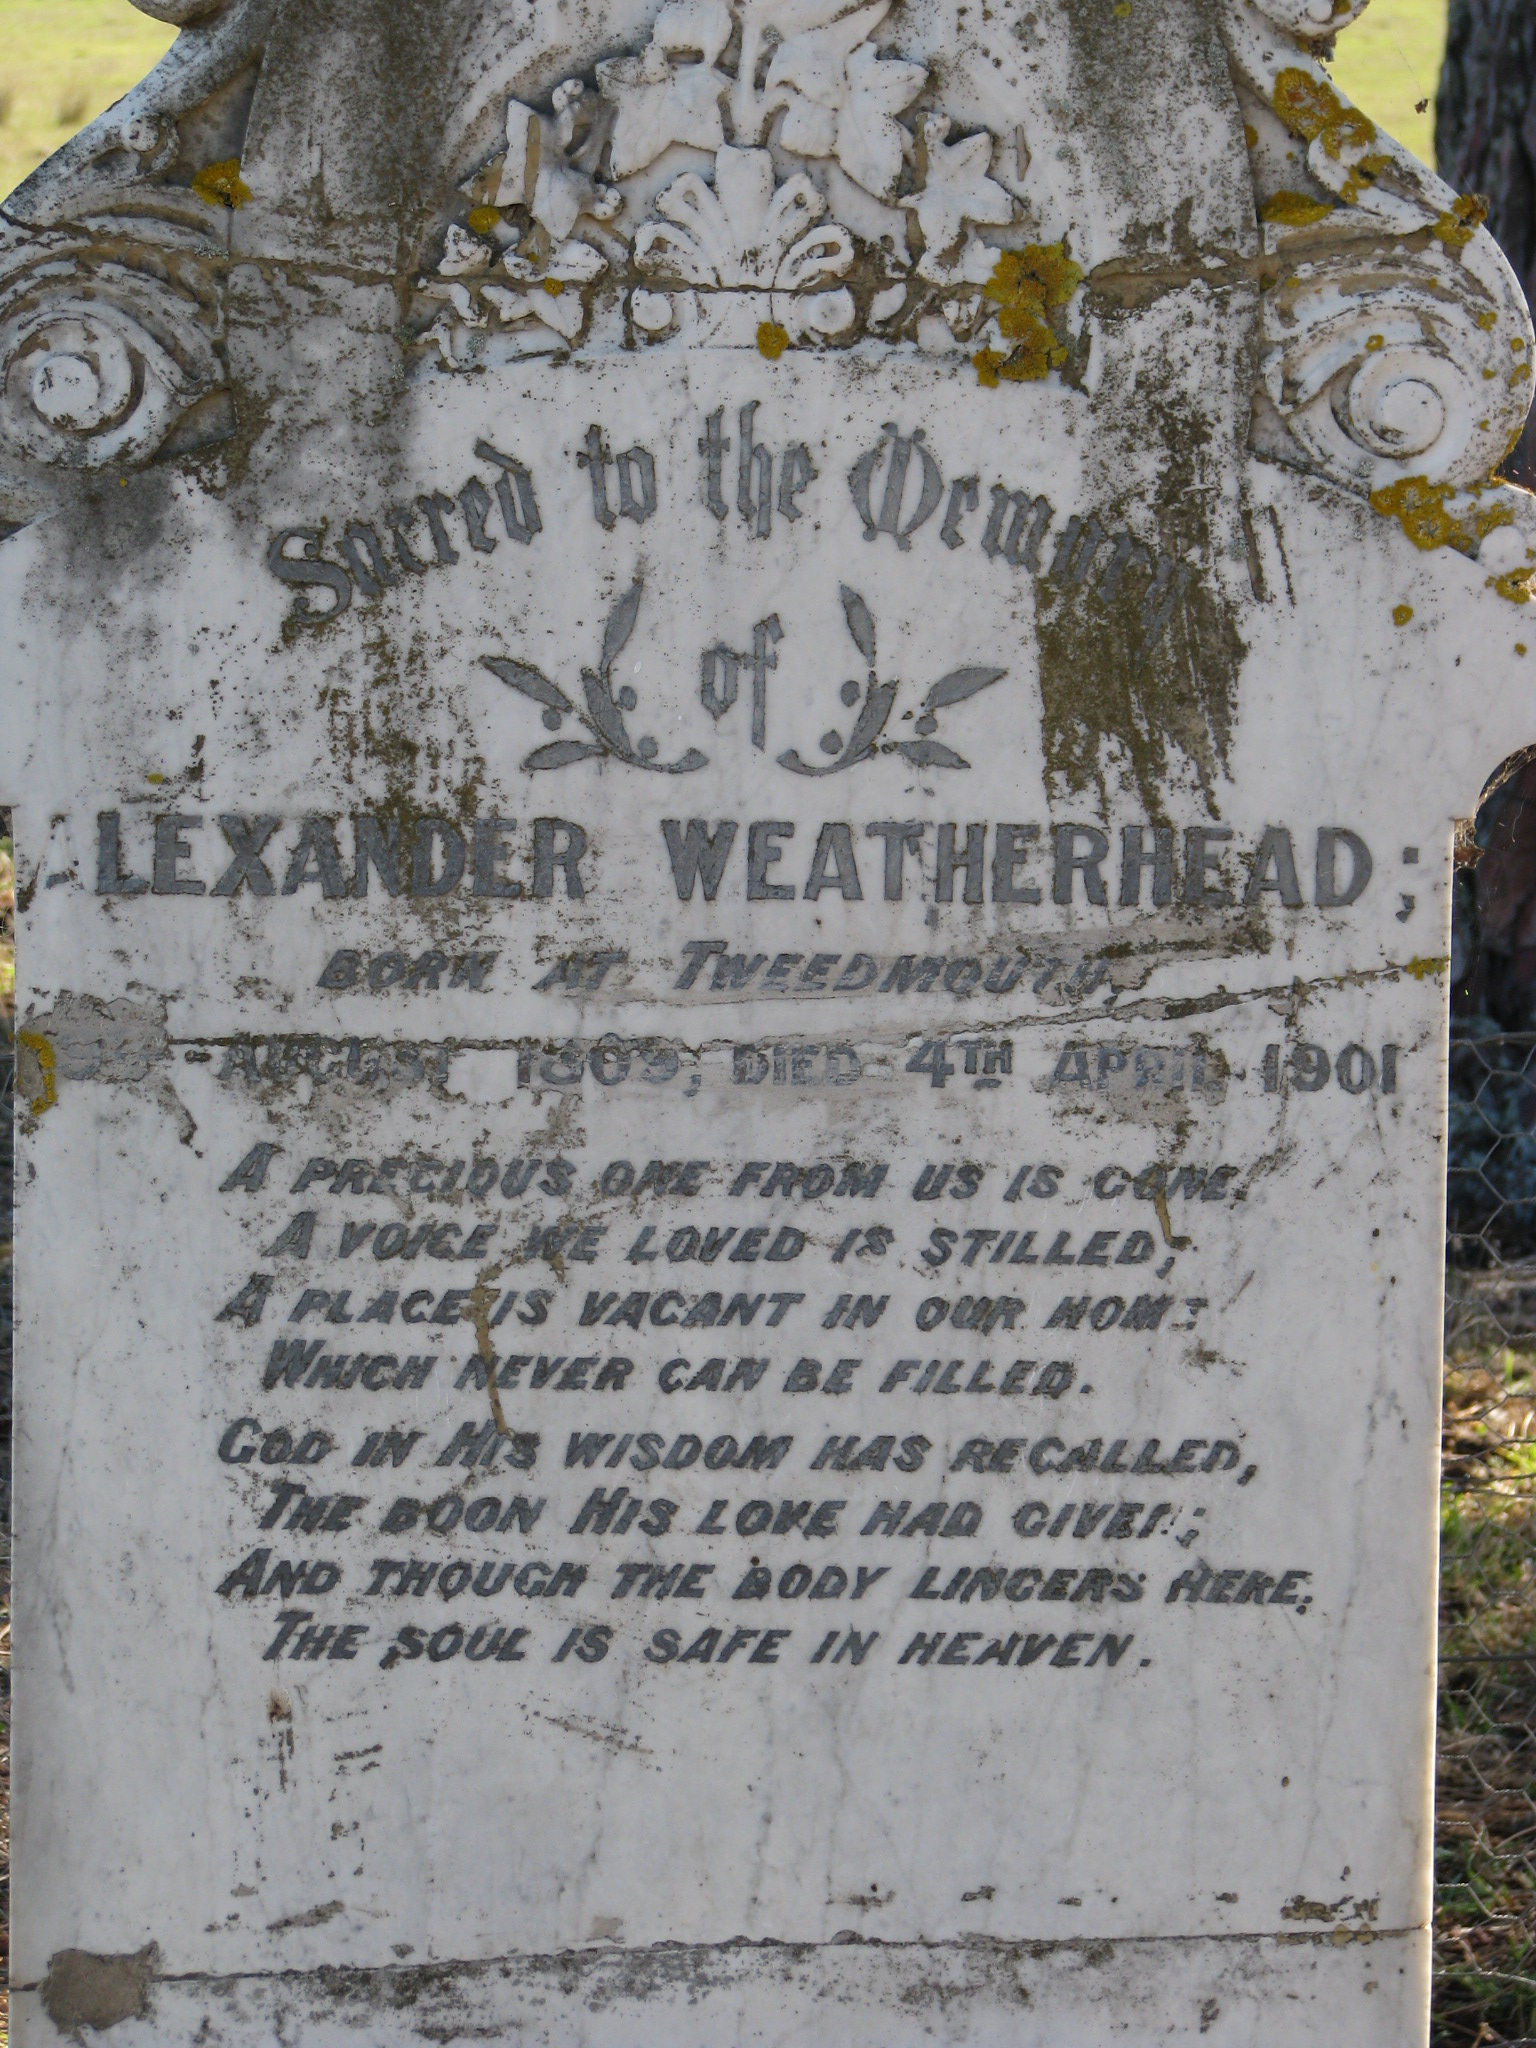 Sacred to the Memory
of
ALEXANDER WEATHERHEAD;
BORN AT TWEEDMOUTH,
AUGUST 1809, DIED 4TH APRIL 1901
A PRECIOUS ONE FROM US IS GONE
A VOICE WE LOVED IS STILLED;
A PLACE IS VACANT IN OUR HOME
WHICH NEVER CAN BE FILLED.
GOD IN HIS WISDOM HAS RECALLED,
THE BOON HIS LOVE HAD GIVEN;
AND THOUGH THE BODY LINGERS HERE,
THE SOUL IS SAFE IN HEAVEN.